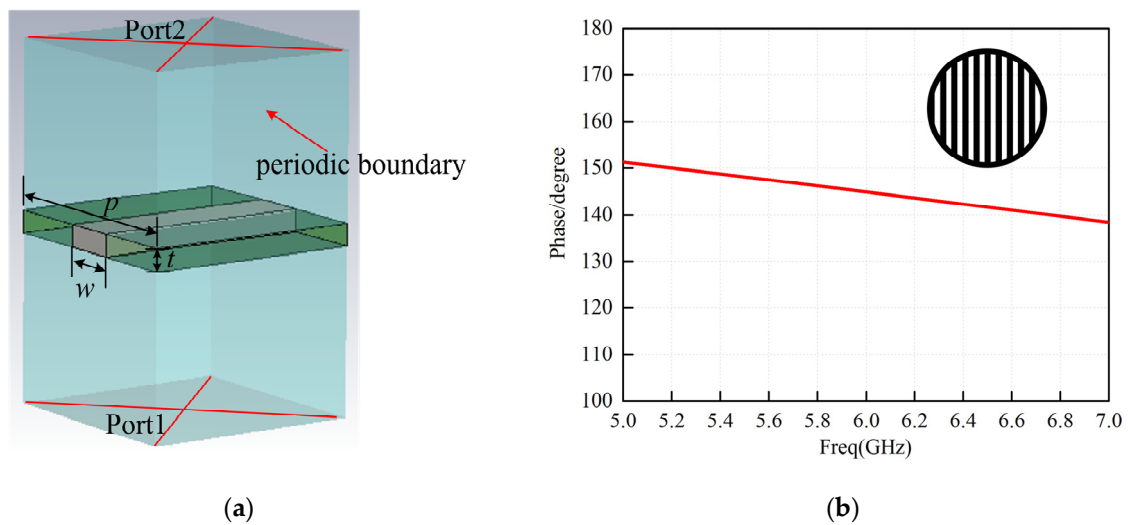 Port2
periodic boundary
p
t
w
Port1
(a)
180
170
160
150
140
130
120
110
100
Phase/degree
5.0 5.2 5.4 5.6 5.8 6.0 6.2 6.4 6.6 6.8 7.0
Freq(GHz)
(b)